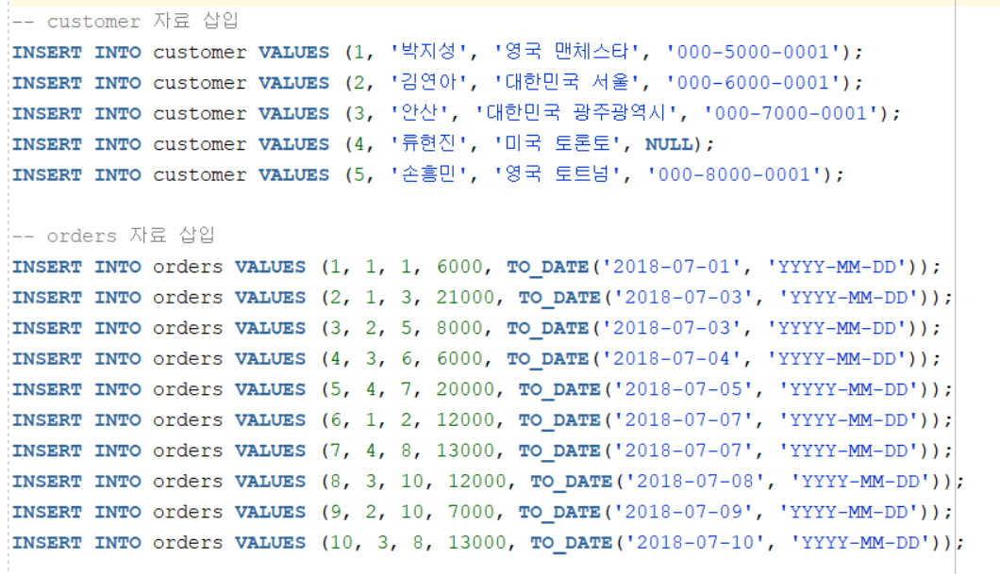 -- customer 자료 삽입
INSERT INTO customer VALUES (1, '박지성', '영국 맨체스타', '000-5000-0001');
INSERT INTO customer VALUES (2, '김연아', '대한민국 서울', '000-6000-0001');
INSERT INTO customer VALUES (3, '안산', '대한민국 광주광역시', '000-7000-0001');
INSERT INTO customer VALUES (4, '류현진', '미국 토론토', NULL);
INSERT INTO customer VALUES (5, '손흥민', '영국 토트넘', '000-8000-0001');
-- orders 자료 삽입
INSERT INTO orders VALUES (1, 1, 1, 6000, TO_DATE('2018-07-01', 'YYYY-MM-DD'));
INSERT INTO orders VALUES (2, 1, 3, 21000, TO_DATE('2018-07-03', 'YYYY-MM-DD'));
INSERT INTO orders VALUES (3, 2, 5, 8000, TO_DATE('2018-07-03', 'YYYY-MM-DD'));
INSERT INTO orders VALUES (4, 3, 6, 6000, TO_DATE('2018-07-04', 'YYYY-MM-DD'));
INSERT INTO orders VALUES (5, 4, 7, 20000, TO_DATE('2018-07-05', 'YYYY-MM-DD'));
INSERT INTO orders VALUES (6, 1, 2, 12000, TO_DATE('2018-07-07', 'YYYY-MM-DD'));
INSERT INTO orders VALUES (7, 4, 8, 13000, TO_DATE('2018-07-07', 'YYYY-MM-DD'));
INSERT INTO orders VALUES (8, 3, 10, 12000, TO_DATE('2018-07-08', 'YYYY-MM-DD'));
INSERT INTO orders VALUES (9, 2, 10, 7000, TO_DATE('2018-07-09', 'YYYY-MM-DD'));
INSERT INTO orders VALUES (10, 3, 8, 13000, TO_DATE('2018-07-10', 'YYYY-MM-DD'));